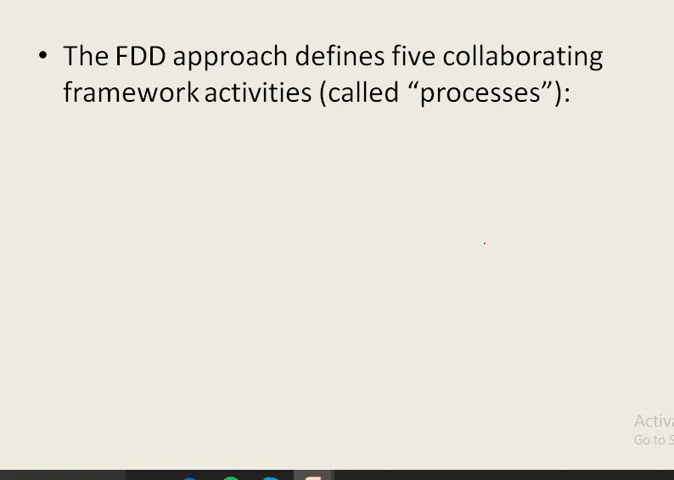 • The FDD approach defines five collaborating
framework activities (called “processes”):
Activa
Go to S